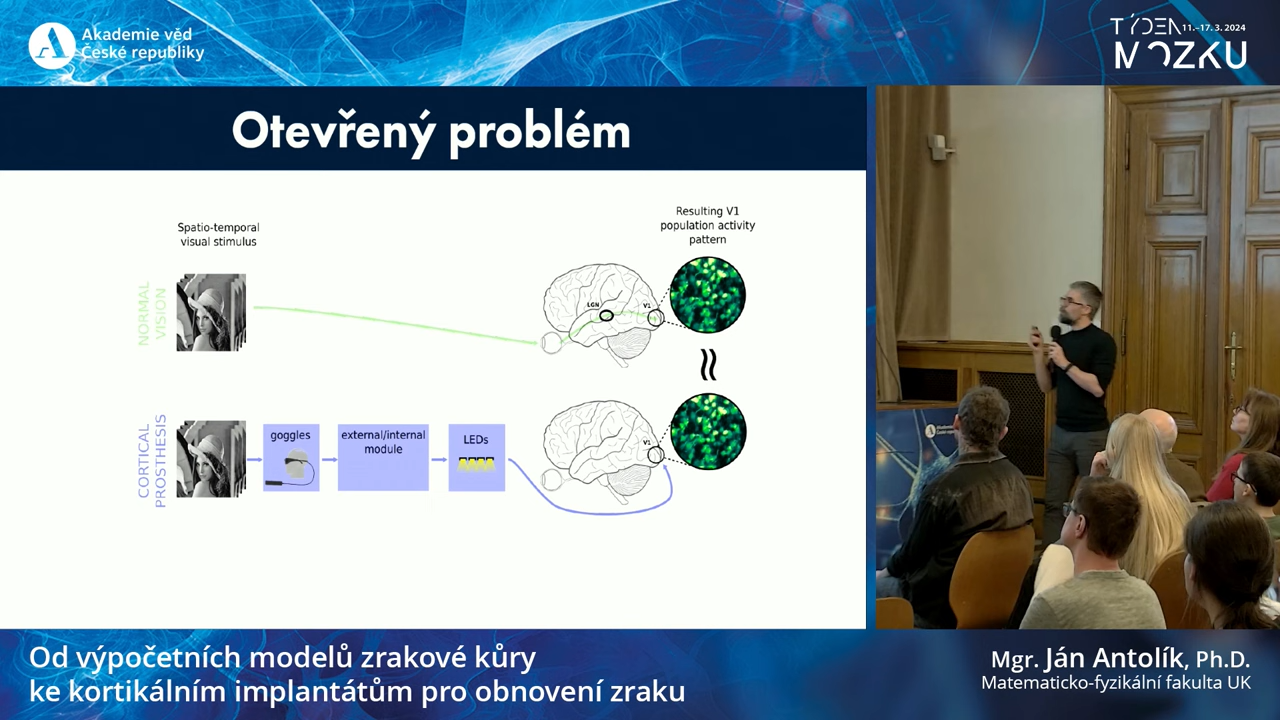 Akademie věd
České republiky
TÝDEN 11.–17. 3. 2024
MOZKU
Otevřený problém
Spatio-temporal
visual stimulus
Resulting V1
population activity
pattern
NORMAL
VISION
LGN
V1
CORTICAL
PROSTHESIS
goggles
external/internal
module
LEDs
V1
Od výpočetních modelů zrakové kůry
ke kortikálním implantátům pro obnovení zraku
Mgr. Ján Antolík, Ph.D.
Matematicko-fyzikální fakulta UK